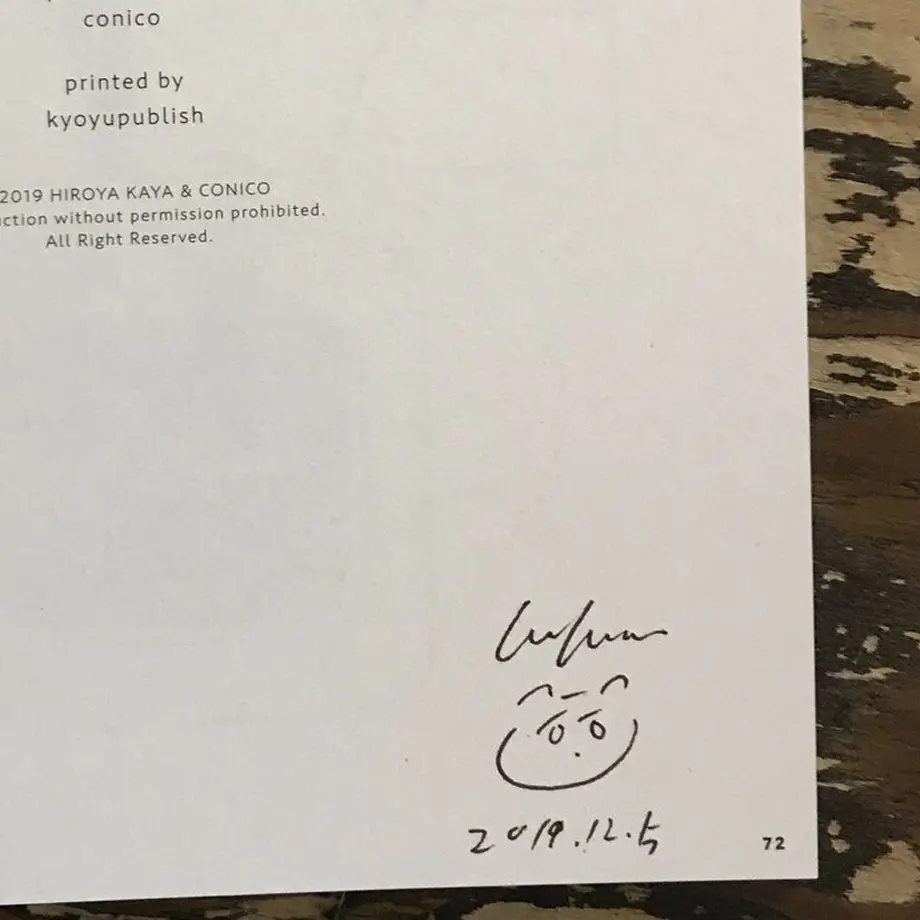 conico
printed by
kyoyupublish
2019 HIROYA KAYA & CONICO
ction without permission prohibited.
All Right Reserved.
2019.12.5
72